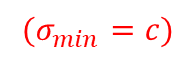 (σ_min = c)